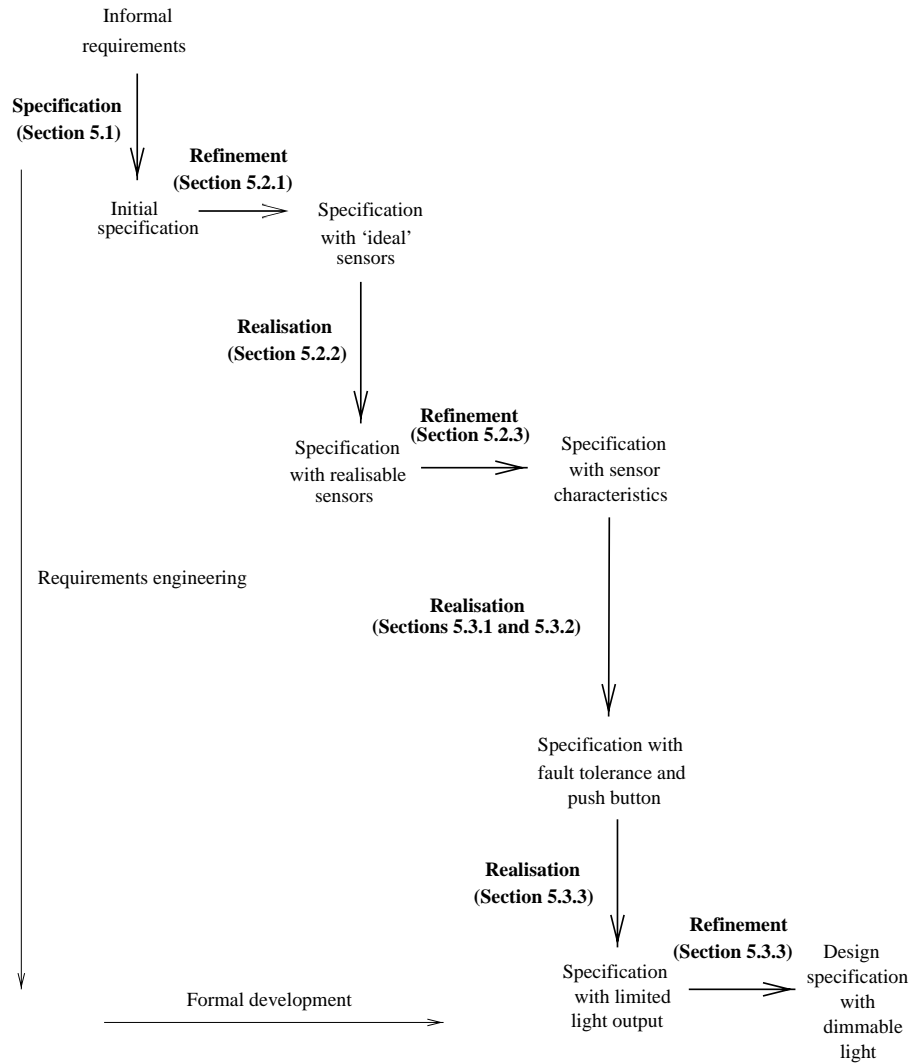 Informal
requirements
Specification
(Section 5.1)
Refinement
(Section 5.2.1)
Initial
specification
Specification
with ‘ideal’
sensors
Realisation
(Section 5.2.2)
Refinement
(Section 5.2.3)
Specification
with realisable
sensors
Specification
with sensor
characteristics
Requirements engineering
Realisation
(Sections 5.3.1 and 5.3.2)
Specification with
fault tolerance and
push button
Realisation
(Section 5.3.3)
Refinement
(Section 5.3.3)
Specification
with limited
light output
Design
specification
with
dimmable
light
Formal development